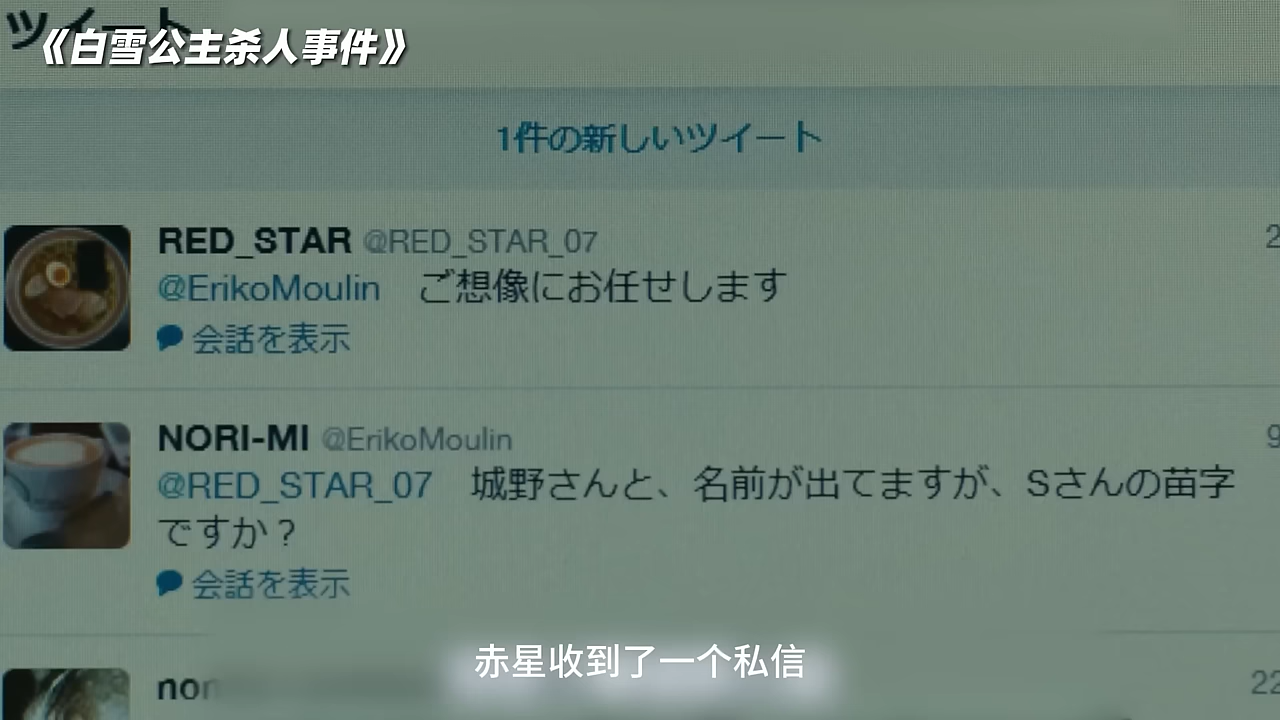 ツイート
《白雪公主杀人事件》
1件の新しいツイート
RED_STAR @RED_STAR_07
@ErikoMoulin ご想像にお任せします
会話を表示
NORI-MI @ErikoMoulin
@RED_STAR_07 城野さんと、名前が出てますが、Sさんの苗字
ですか？
会話を表示
赤星收到了一个私信